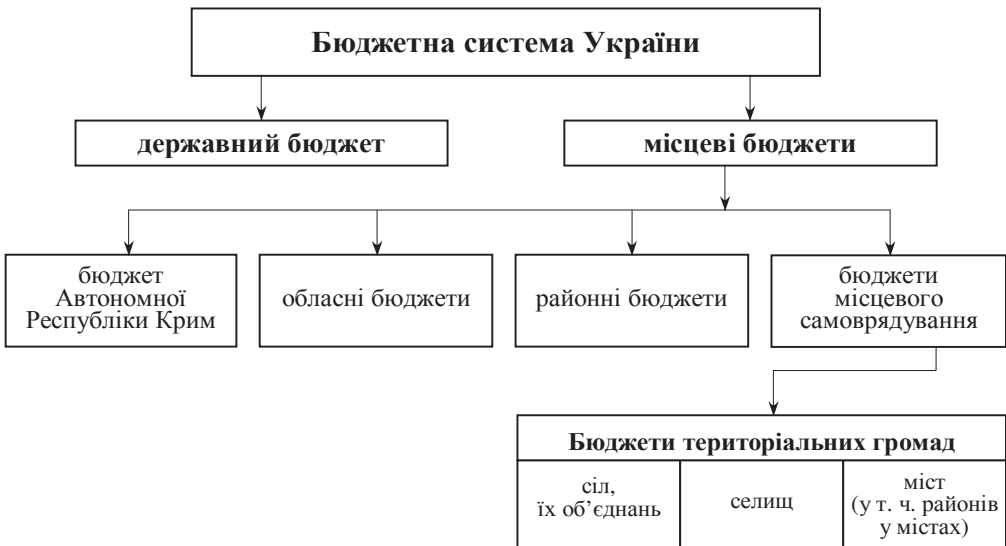 Бюджетна система України
державний бюджет
місцеві бюджети
бюджет
Автономної
Республіки Крим
обласні бюджети
районні бюджети
бюджети
місцевого
самоврядування
Бюджети територіальних громад
сіл,
їх об’єднань
селищ
міст
(у т. ч. районів
у містах)